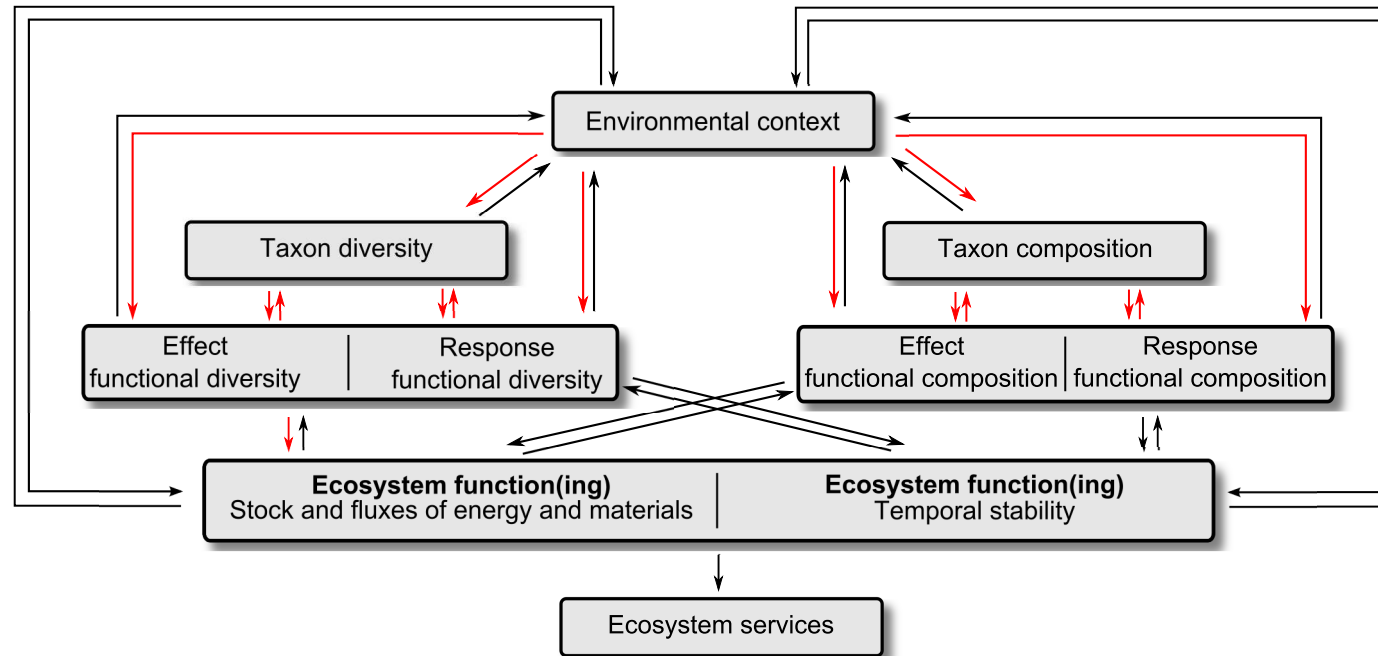 Environmental context
Taxon diversity
Taxon composition
Effect
functional diversity
Response
functional diversity
Effect
functional composition
Response
functional composition
Ecosystem function(ing)
Stock and fluxes of energy and materials
Ecosystem function(ing)
Temporal stability
Ecosystem services